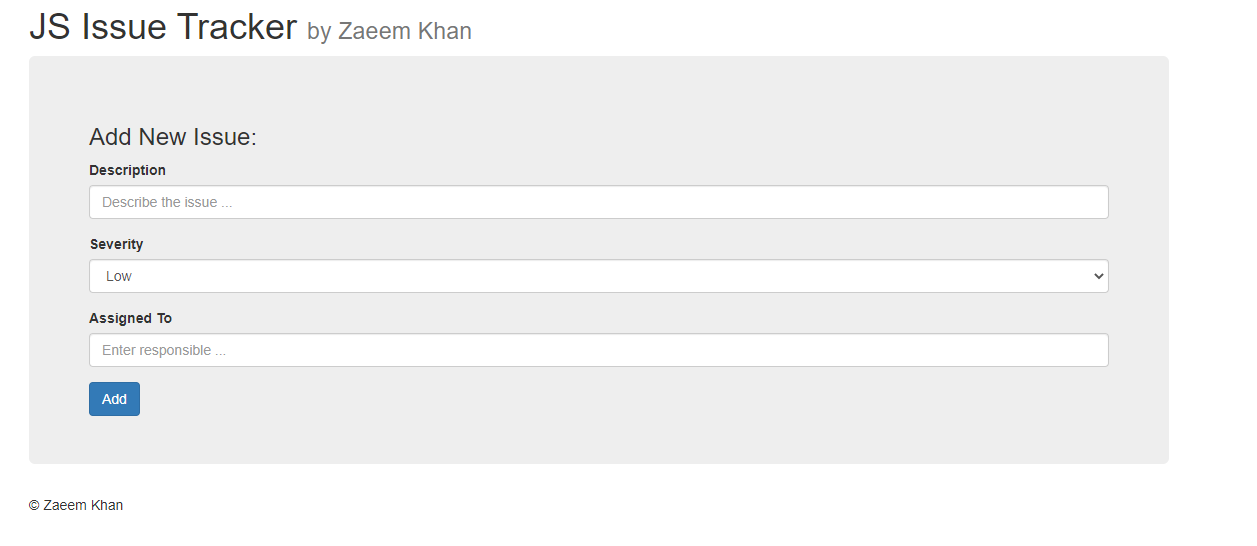 JS Issue Tracker by Zaeem Khan
Add New Issue:
Description
Describe the issue ...
Severity
Low
Assigned To
Enter responsible ...
Add
© Zaeem Khan